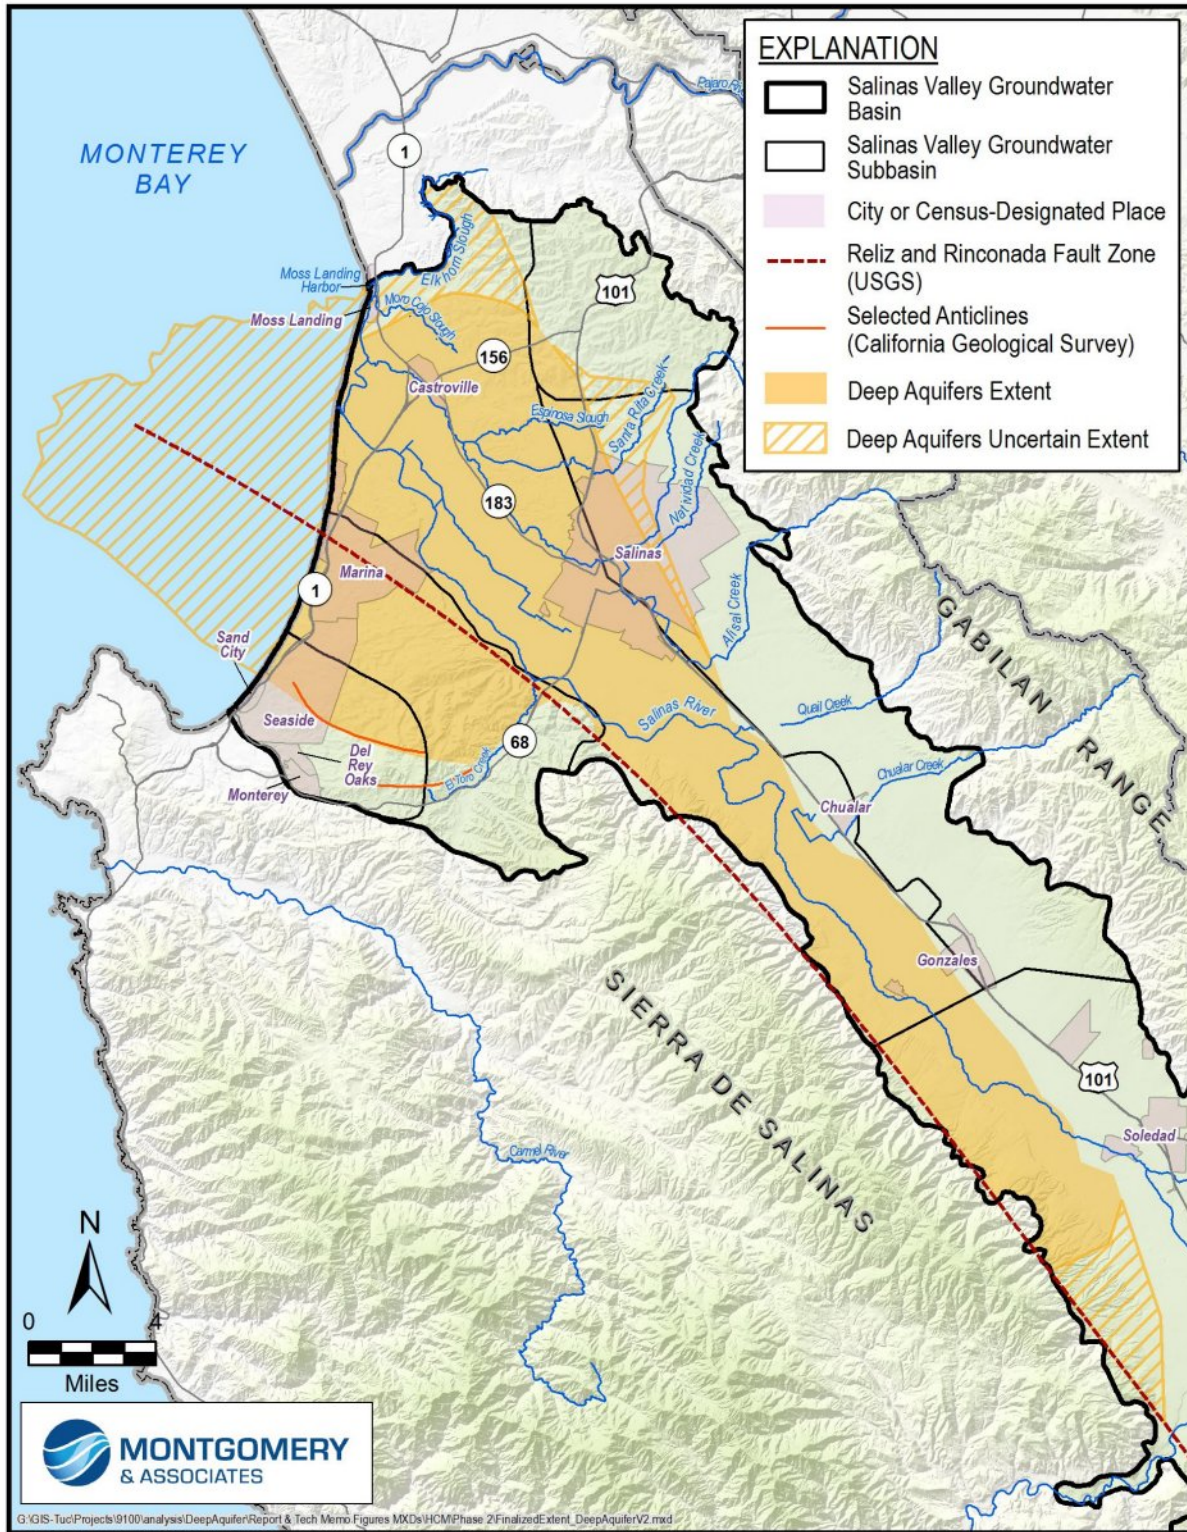 EXPLANATION
Salinas Valley Groundwater
Basin
Salinas Valley Groundwater
Subbasin
City or Census-Designated Place
Reliz and Rinconada Fault Zone
(USGS)
Selected Anticlines
(California Geological Survey)
Deep Aquifers Extent
Deep Aquifers Uncertain Extent
MONTEREY
BAY
1
Pajaro
Elkhorn Slough
Moss Landing
Harbor
Moss Landing
Moro Cojo Slough
101
156
Castroville
Espinosa Slough
Santa Rita Creek
Natividad Creek
183
Salinas
Marina
1
Alisal Creek
Sand
City
Seaside
Del
Rey
Oaks
Monterey
68
El Toro Creek
Salinas River
Quail Creek
Chualar Creek
Chualar
GABILAN
RANGE
Gonzales
SIERRA DE SALINAS
101
Soledad
Carmel River
N
0
4
Miles
MONTGOMERY
& ASSOCIATES
G:\GIS-Tuc\Projects\9100\analysis\DeepAquifer\Report & Tech Memo Figures MXDs\HCM\Phase 2\FinalizedExtent_DeepAquiferV2.mxd